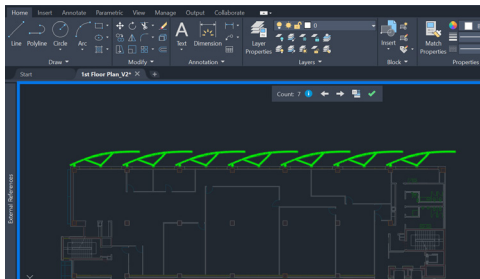 Home Insert Annotate Parametric View Manage Output Collaborate
Line Polyline Circle Arc
Text Dimension
Layer Properties
0
Insert
Match Properties
Draw Modify Annotation Layers Block Properties
Start 1st Floor Plan_V2*
Count: 7
External References